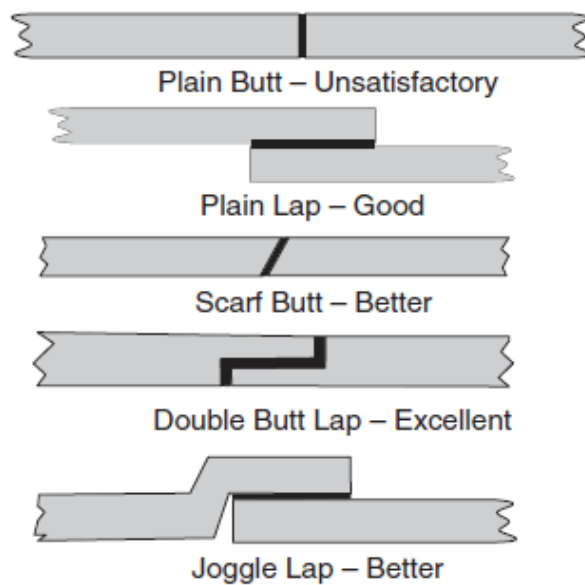 Plain Butt – Unsatisfactory
Plain Lap – Good
Scarf Butt – Better
Double Butt Lap – Excellent
Joggle Lap – Better